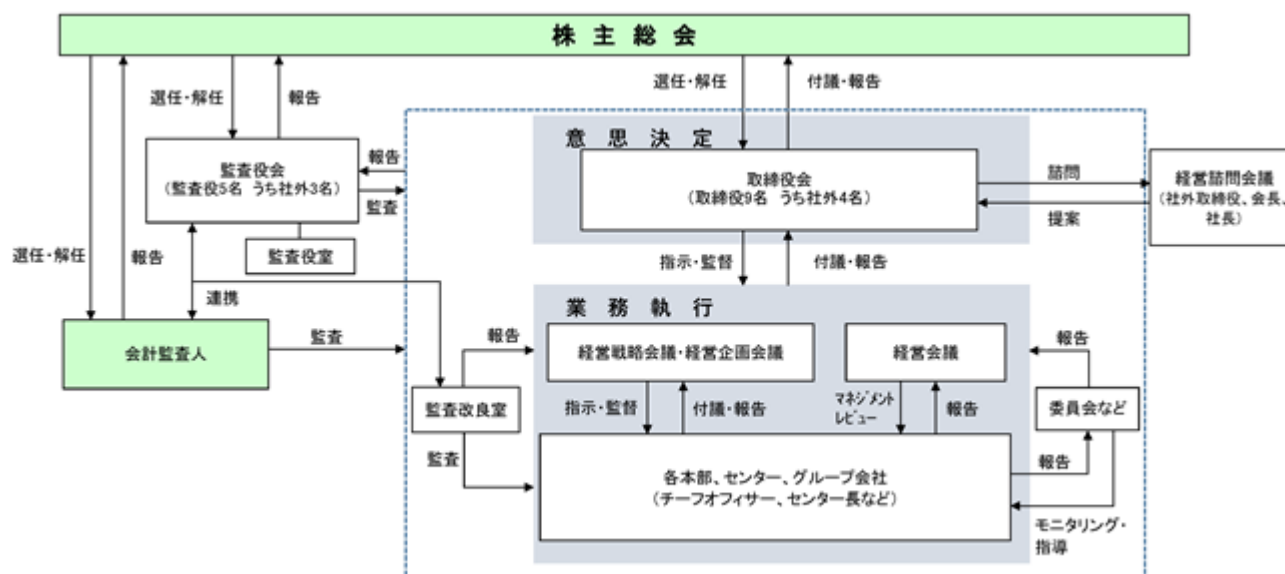 株主総会
選任・解任
報告
選任・解任
付議・報告
意思決定
監査役会
(監査役5名 うち社外3名)
報告
監査
取締役会
(取締役9名 うち社外4名)
諮問
提案
経営諮問会議
(社外取締役、会長、
社長)
監査役室
選任・解任
報告
連携
指示・監督
付議・報告
業務執行
会計監査人
監査
報告
経営戦略会議・経営企画会議
経営会議
報告
監査改良室
指示・監督
付議・報告
マネジメント
レビュー
報告
委員会など
監査
各本部、センター、グループ会社
(チーフオフィサー、センター長など)
報告
モニタリング・
指導